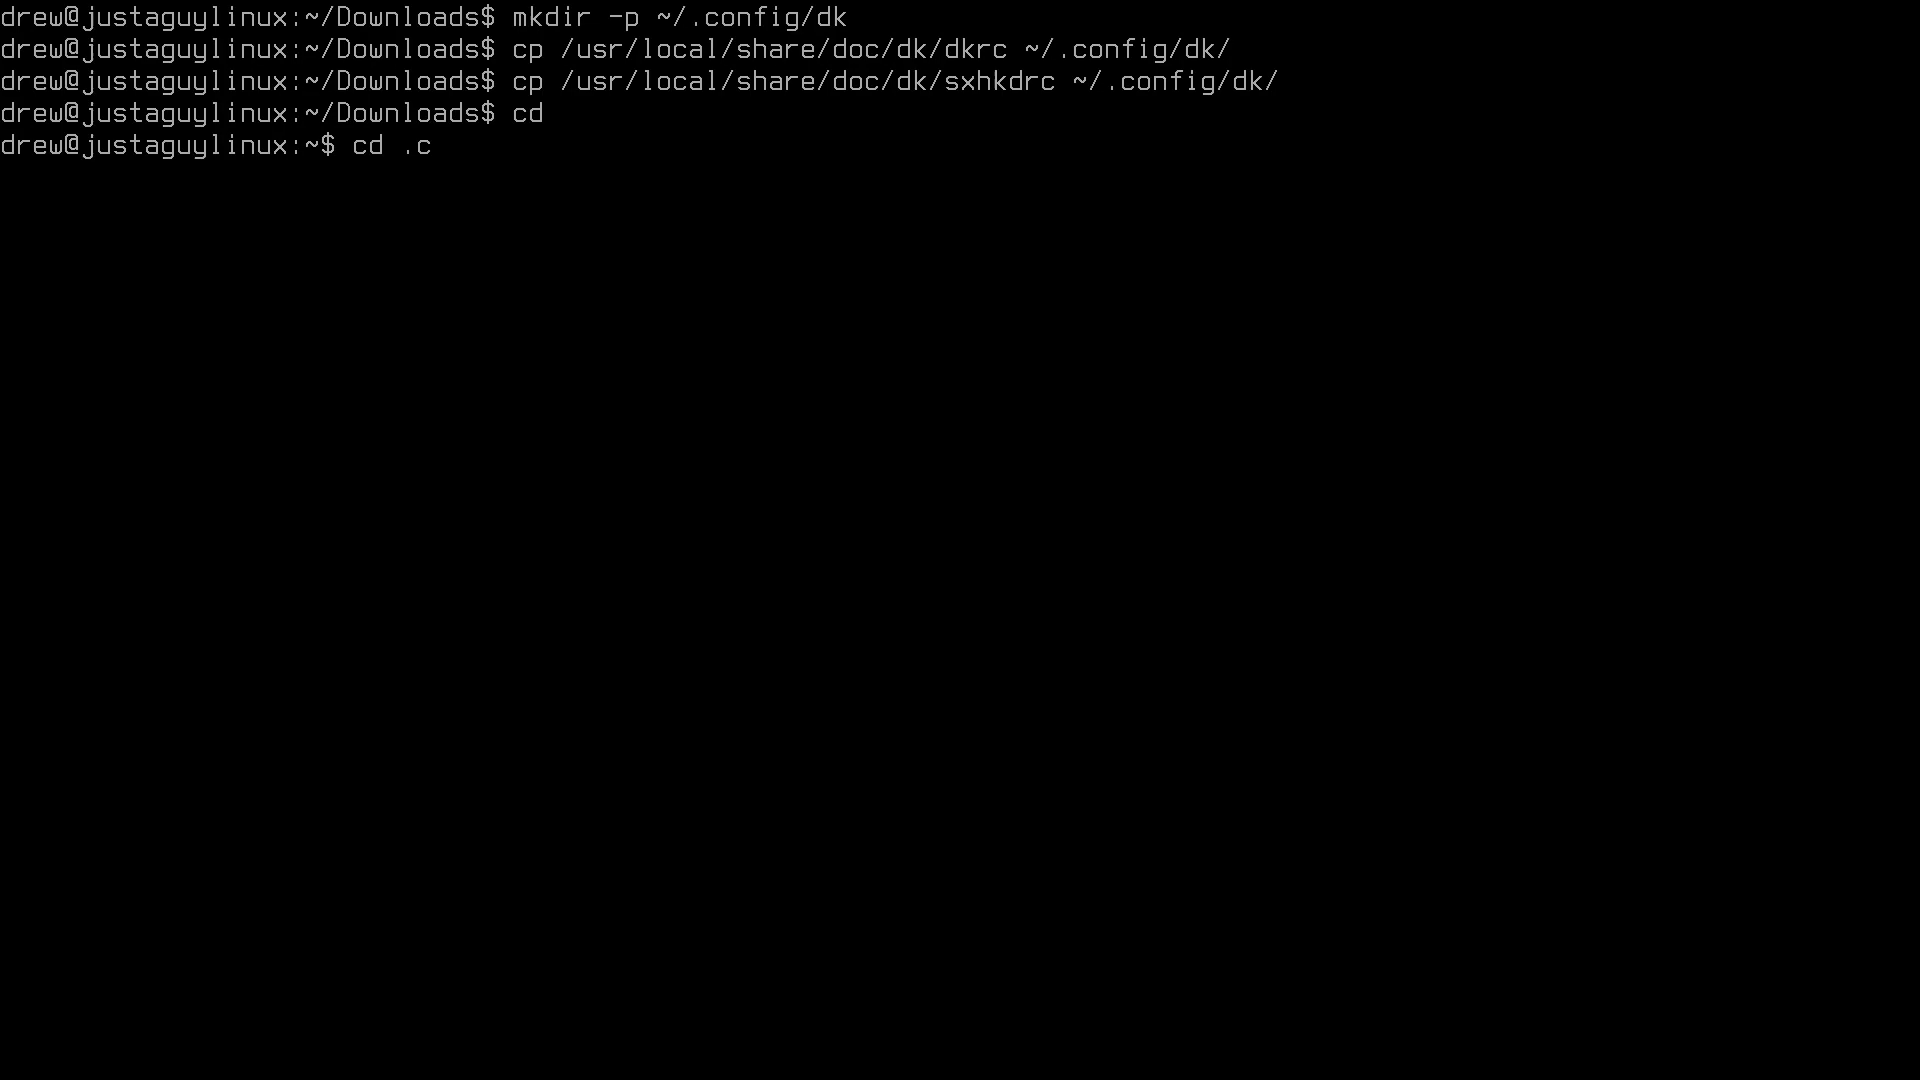 drew@justaguylinux:~/Downloads$ mkdir -p ~/.config/dk
drew@justaguylinux:~/Downloads$ cp /usr/local/share/doc/dk/dkrc ~/.config/dk/
drew@justaguylinux:~/Downloads$ cp /usr/local/share/doc/dk/sxhkdrc ~/.config/dk/
drew@justaguylinux:~/Downloads$ cd
drew@justaguylinux:~$ cd .c